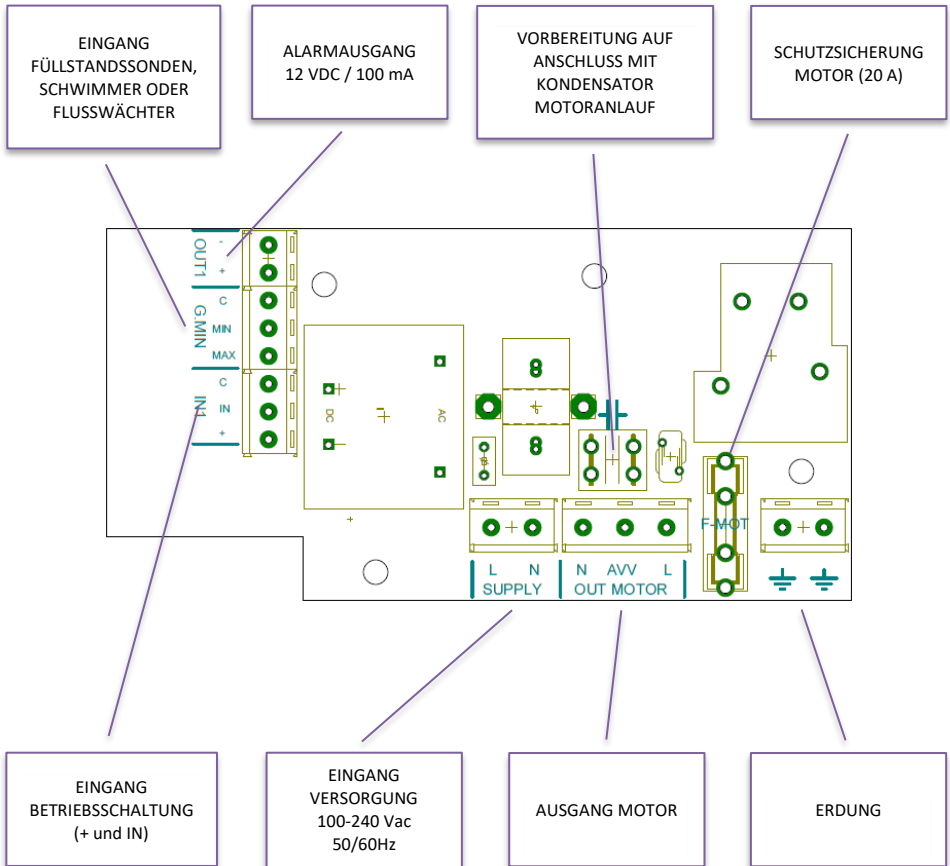 EINGANG
FÜLLSTANDSSONDEN,
SCHWIMMER ODER
FLUSSWÄCHTER
ALARMAUSGANG
12 VDC / 100 mA
VORBEREITUNG AUF
ANSCHLUSS MIT
KONDENSATOR
MOTORANLAUF
SCHUTZSICHERUNG
MOTOR (20 A)
OUT1
-
+
G.MIN
C
MIN
MAX
IN1
C
IN
+
DC
AC
F-MOT
L N
SUPPLY
N AVV L
OUT MOTOR
EINGANG
BETRIEBSSCHALTUNG
(+ und IN)
EINGANG
VERSORGUNG
100-240 Vac
50/60Hz
AUSGANG MOTOR
ERDUNG